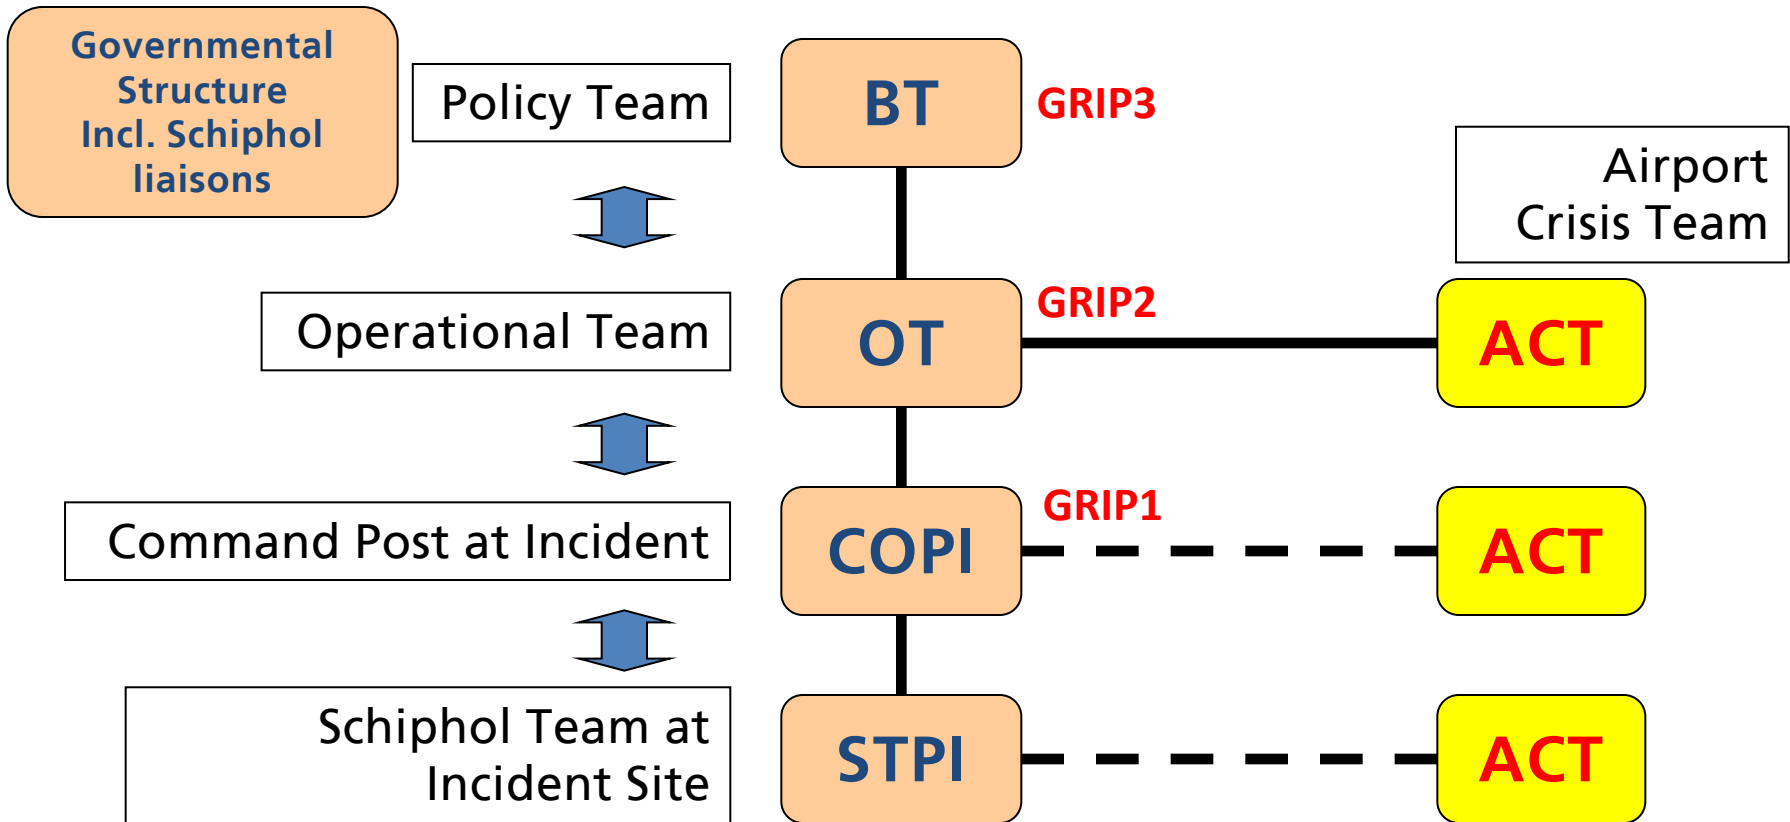 Governmental
Structure
Incl. Schiphol
liaisons
Policy Team
BT
GRIP3
Airport
Crisis Team
Operational Team
OT
GRIP2
ACT
Command Post at Incident
COPI
GRIP1
ACT
Schiphol Team at
Incident Site
STPI
ACT